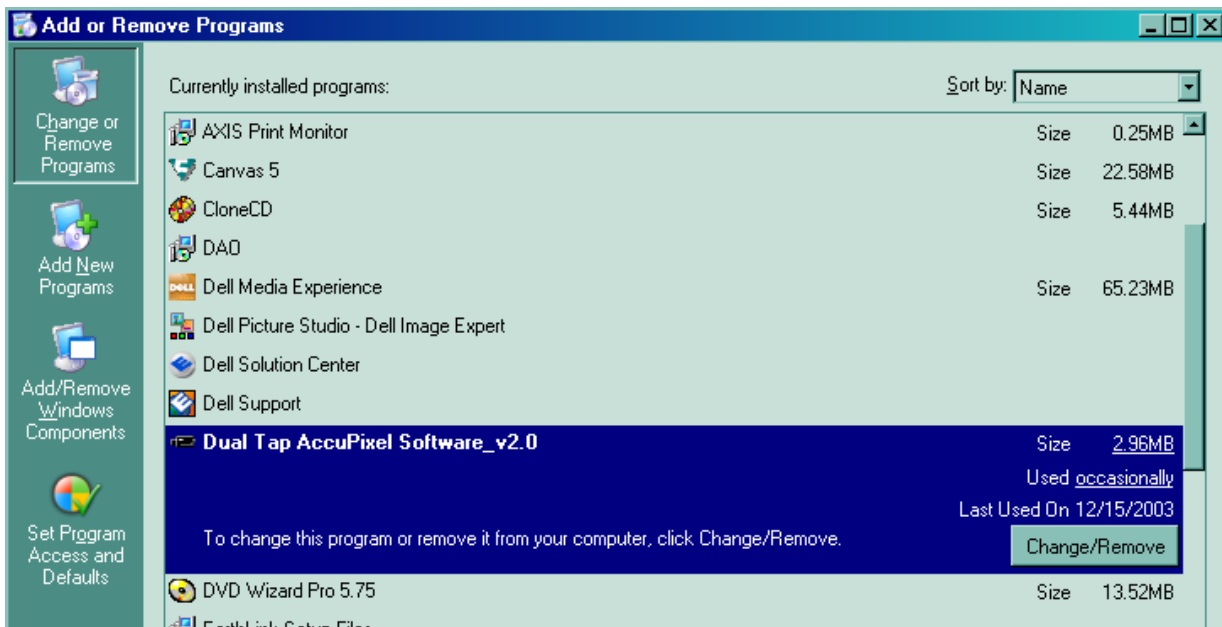 Add or Remove Programs
Change or
Remove
Programs
Add New
Programs
Add/Remove
Windows
Components
Set Program
Access and
Defaults
Currently installed programs:
Sort by: Name
AXIS Print Monitor Size 0.25MB
Canvas 5 Size 22.58MB
CloneCD Size 5.44MB
DAO
DELL Dell Media Experience Size 65.23MB
Dell Picture Studio - Dell Image Expert
Dell Solution Center
Dell Support
Dual Tap AccuPixel Software_v2.0 Size 2.96MB
Used occasionally
Last Used On 12/15/2003
To change this program or remove it from your computer, click Change/Remove. Change/Remove
DVD Wizard Pro 5.75 Size 13.52MB
EarthLink Setup Files